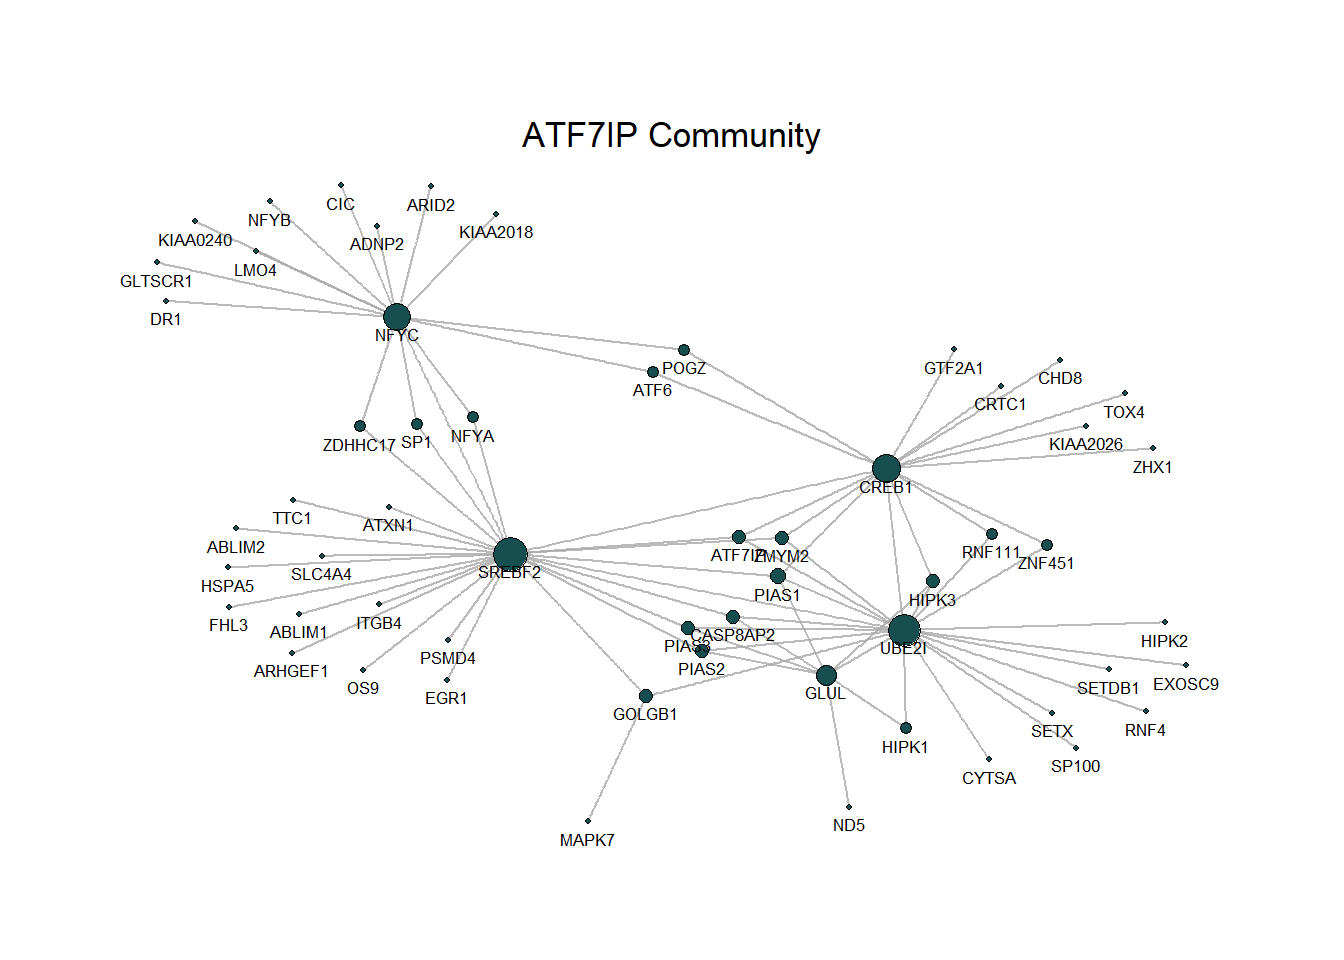 ATF7IP Community
CIC
ARID2
NFYB
KIAA2018
KIAA0240
ADNP2
LMO4
GLTSCR1
DR1
NFYC
POGZ
GTF2A1
CHD8
ATF6
CRTC1
TOX4
ZDHHC17
SP1
NFYA
KIAA2026
ZHX1
CREB1
TTC1
ATXN1
ABLIM2
ATF7IP
ZMYM2
RNF111
ZNF451
SLC4A4
SREBF2
HSPA5
PIAS1
HIPK3
FHL3
ABLIM1
ITGB4
CASP8AP2
PIAS3
UBE2I
HIPK2
PSMD4
PIAS2
ARHGEF1
OS9
EGR1
GLUL
SETDB1
EXOSC9
GOLGB1
SETX
RNF4
HIPK1
SP100
CYTSA
ND5
MAPK7